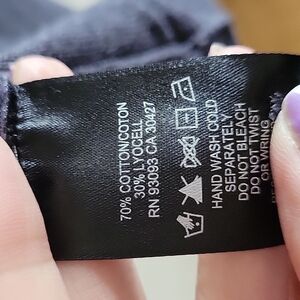 70% COTTON/COTON
30% LYOCELL
RN 93093 CA 30427
HAND WASH COLD
SEPARATELY
DO NOT BLEACH
DO NOT TWIST
OR WRING